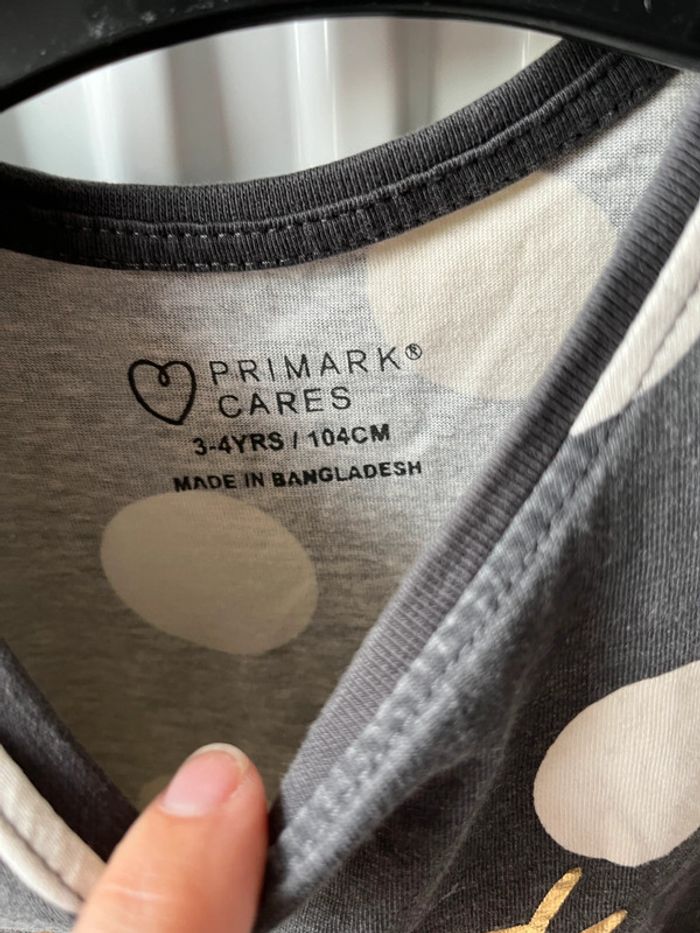 PRIMARK®
CARES
3-4YRS / 104CM
MADE IN BANGLADESH